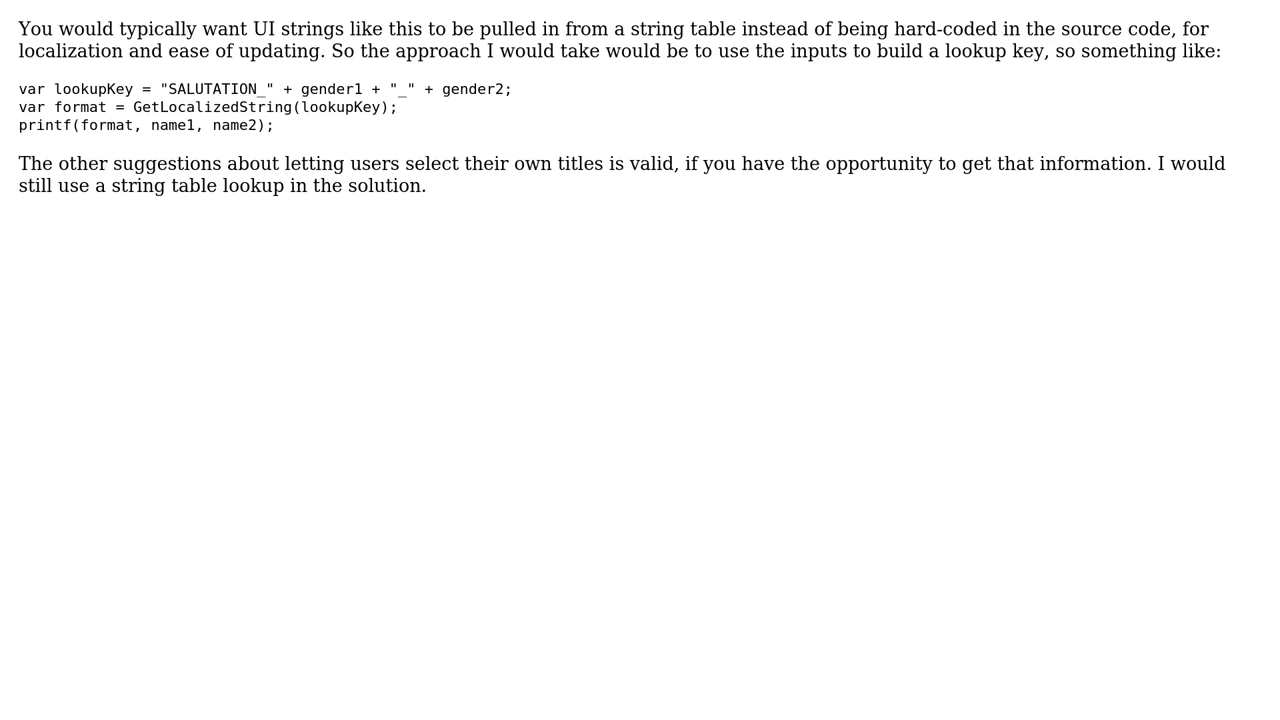 You would typically want UI strings like this to be pulled in from a string table instead of being hard-coded in the source code, for
localization and ease of updating. So the approach I would take would be to use the inputs to build a lookup key, so something like:
var lookupKey = "SALUTATION_" + gender1 + "_" + gender2;
var format = GetLocalizedString(lookupKey);
printf(format, name1, name2);
The other suggestions about letting users select their own titles is valid, if you have the opportunity to get that information. I would
still use a string table lookup in the solution.